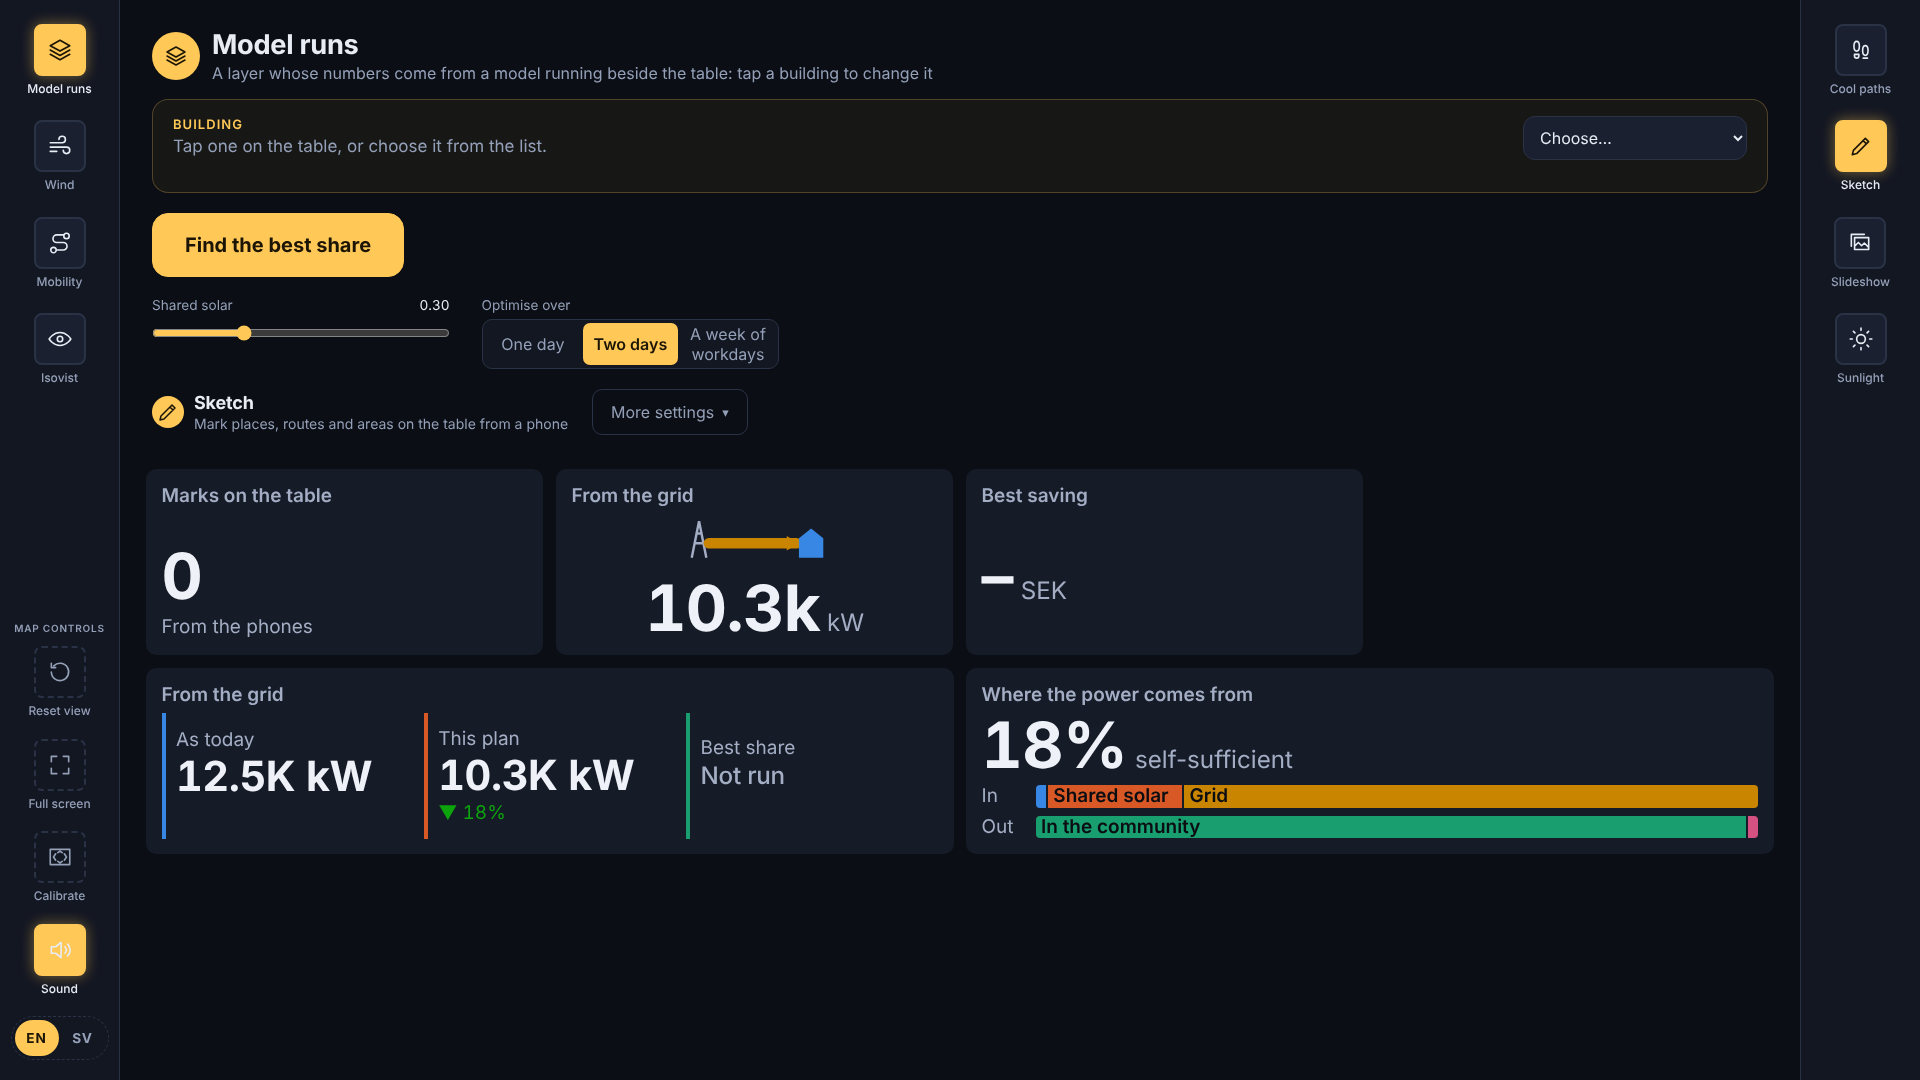 Model runs
Wind
Mobility
Isovist
MAP CONTROLS
Reset view
Full screen
Calibrate
Sound
EN SV
Model runs
A layer whose numbers come from a model running beside the table: tap a building to change it
BUILDING
Tap one on the table, or choose it from the list.
Choose...
Find the best share
Shared solar 0.30
Optimise over
One day
Two days
A week of
workdays
Sketch
Mark places, routes and areas on the table from a phone
More settings ▾
Marks on the table
0
From the phones
From the grid
10.3k kW
Best saving
– SEK
From the grid
As today
12.5K kW
This plan
10.3K kW
▼ 18%
Best share
Not run
Where the power comes from
18% self-sufficient
In Shared solar Grid
Out In the community
Cool paths
Sketch
Slideshow
Sunlight